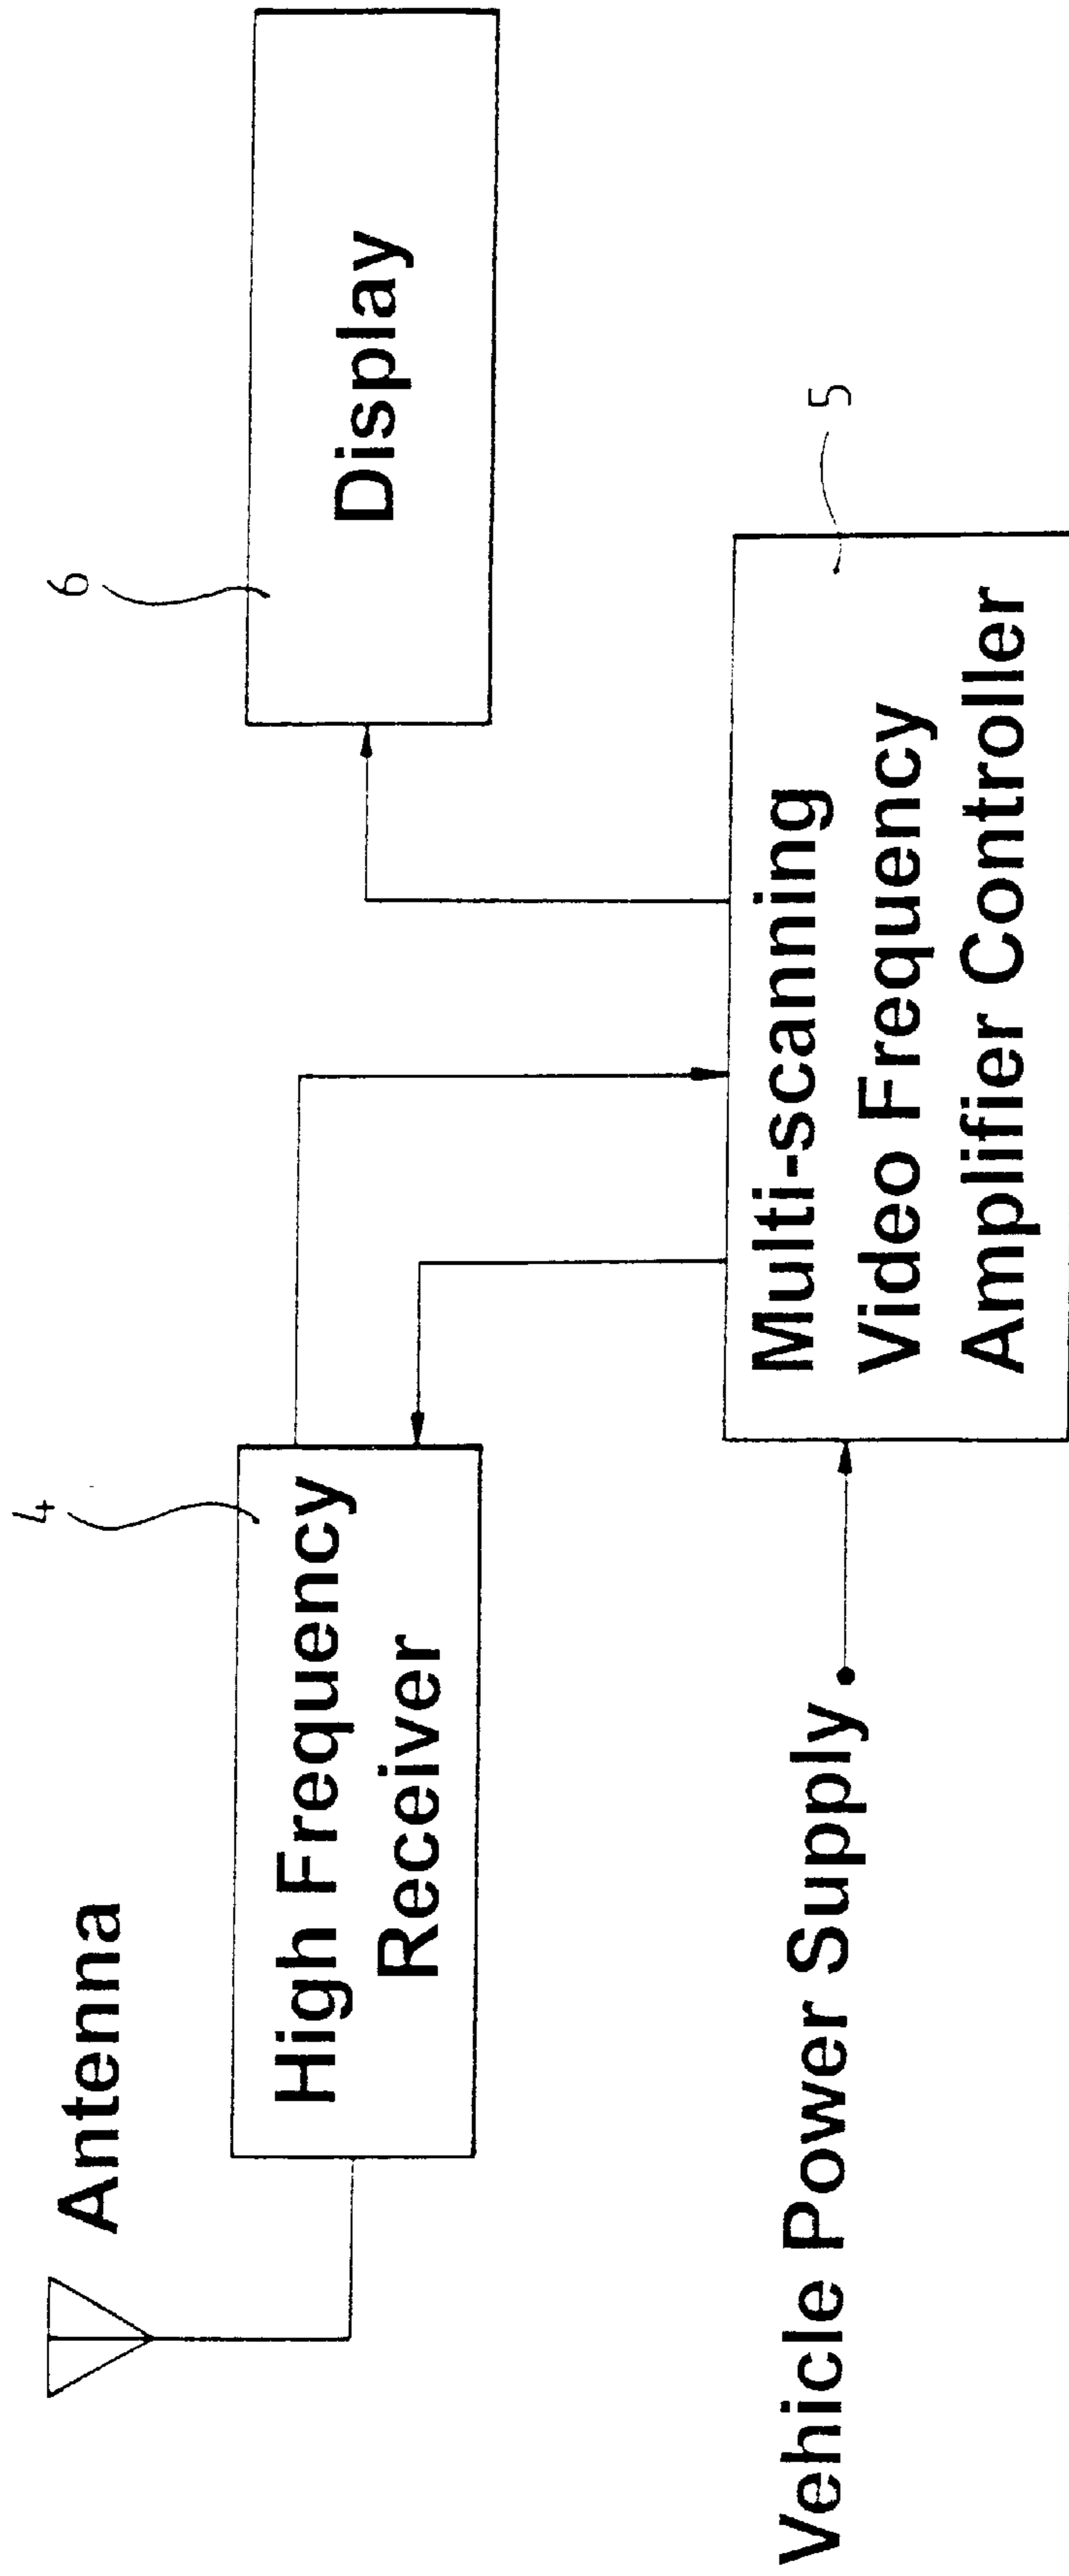 Antenna
4
High Frequency
Receiver
6
Display
Vehicle Power Supply
5
Multi-scanning
Video Frequency
Amplifier Controller